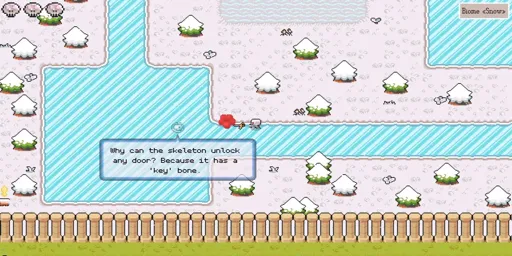 Biome <Snow>
Why can the skeleton unlock
any door? Because it has a
'key' bone.